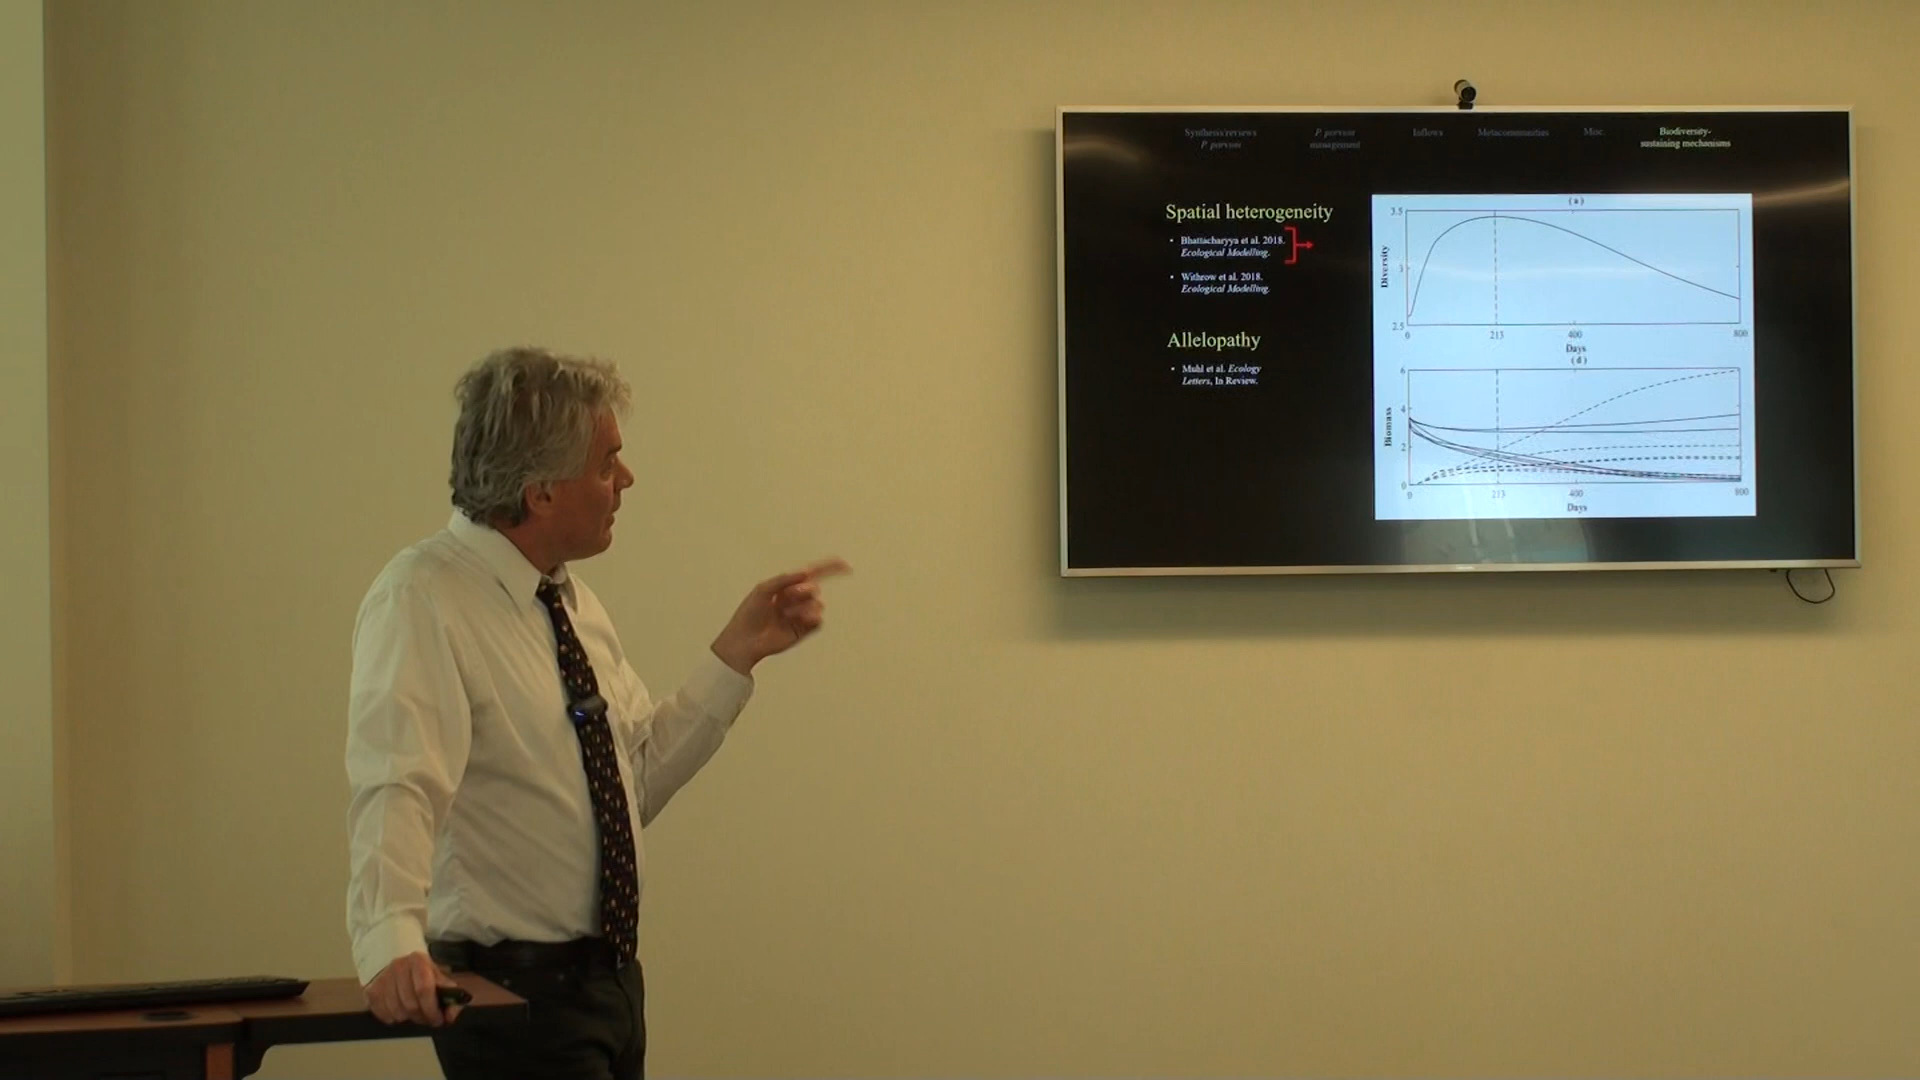 Synthesis/reviews
P. parvum
P. parvum
management
Inflows
Metacommunities
Misc.
Biodiversity-
sustaining mechanisms
Spatial heterogeneity
• Bhattacharyya et al. 2018.
Ecological Modelling.
• Withrow et al. 2018.
Ecological Modelling.
Allelopathy
• Muhl et al. Ecology
Letters, In Review.
(a)
3.5
3
2.5
Diversity
0 213 400 800
Days
(d)
6
4
2
0
Biomass
0 213 400 800
Days